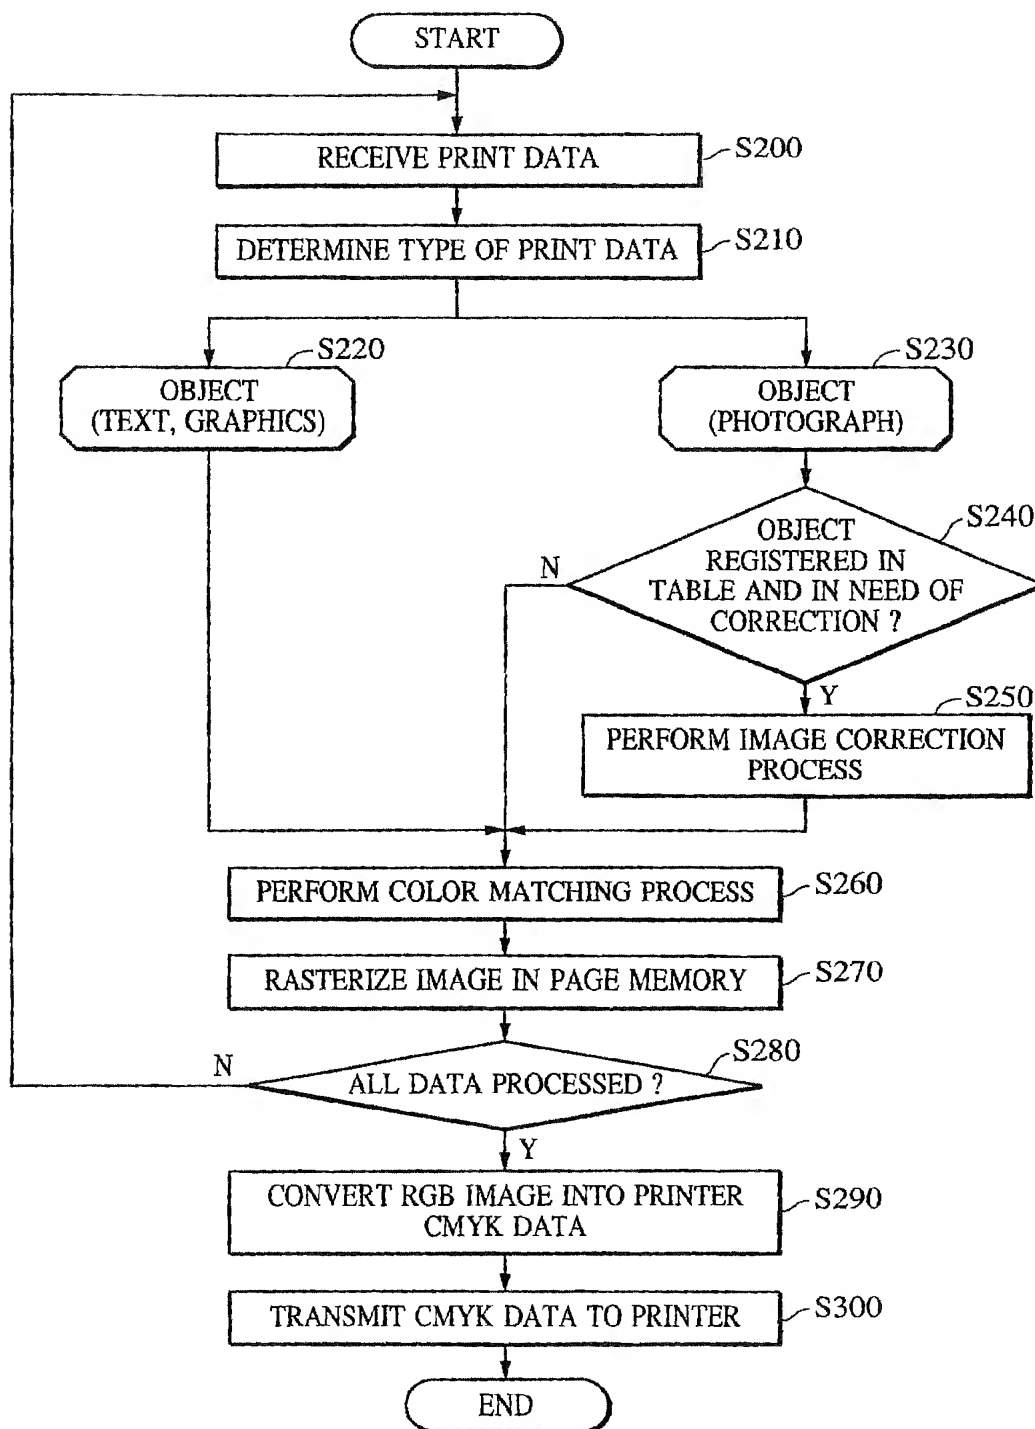 START
RECEIVE PRINT DATA
S200
DETERMINE TYPE OF PRINT DATA
S210
S220
OBJECT
(TEXT, GRAPHICS)
S230
OBJECT
(PHOTOGRAPH)
S240
OBJECT
REGISTERED IN
TABLE AND IN NEED OF
CORRECTION ?
N
Y
S250
PERFORM IMAGE CORRECTION
PROCESS
PERFORM COLOR MATCHING PROCESS
S260
RASTERIZE IMAGE IN PAGE MEMORY
S270
S280
N
ALL DATA PROCESSED ?
Y
CONVERT RGB IMAGE INTO PRINTER
CMYK DATA
S290
TRANSMIT CMYK DATA TO PRINTER
S300
END